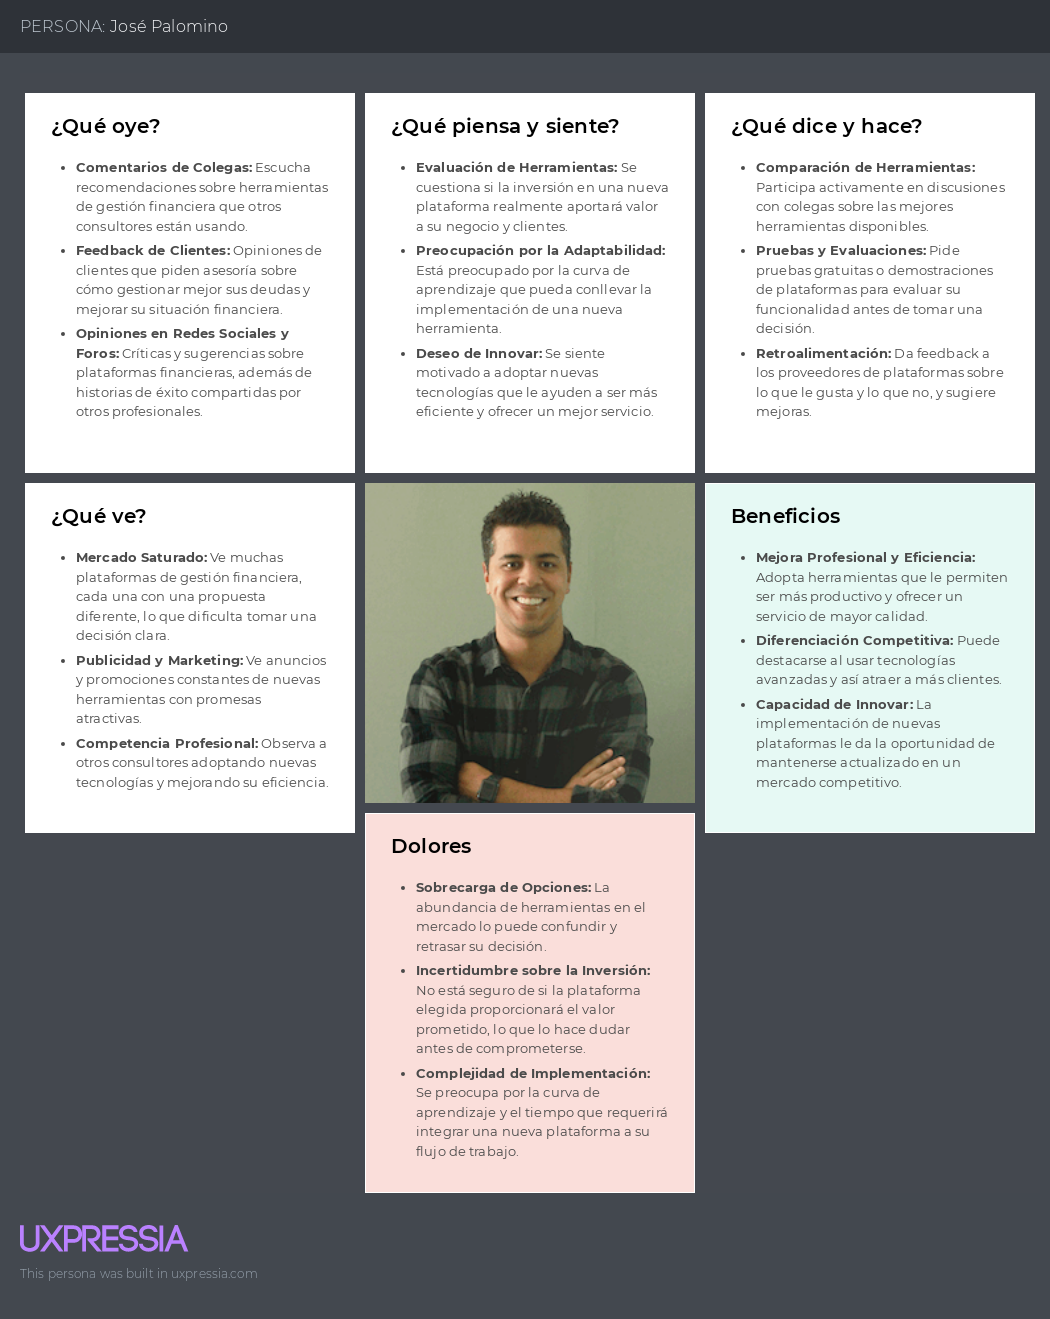 PERSONA: José Palomino
¿Qué oye?
• Comentarios de Colegas: Escucha
recomendaciones sobre herramientas
de gestión financiera que otros
consultores están usando.
• Feedback de Clientes: Opiniones de
clientes que piden asesoría sobre
cómo gestionar mejor sus deudas y
mejorar su situación financiera.
• Opiniones en Redes Sociales y
Foros: Críticas y sugerencias sobre
plataformas financieras, además de
historias de éxito compartidas por
otros profesionales.
¿Qué piensa y siente?
• Evaluación de Herramientas: Se
cuestiona si la inversión en una nueva
plataforma realmente aportará valor
a su negocio y clientes.
• Preocupación por la Adaptabilidad:
Está preocupado por la curva de
aprendizaje que pueda conllevar la
implementación de una nueva
herramienta.
• Deseo de Innovar: Se siente
motivado a adoptar nuevas
tecnologías que le ayuden a ser más
eficiente y ofrecer un mejor servicio.
¿Qué dice y hace?
• Comparación de Herramientas:
Participa activamente en discusiones
con colegas sobre las mejores
herramientas disponibles.
• Pruebas y Evaluaciones: Pide
pruebas gratuitas o demostraciones
de plataformas para evaluar su
funcionalidad antes de tomar una
decisión.
• Retroalimentación: Da feedback a
los proveedores de plataformas sobre
lo que le gusta y lo que no, y sugiere
mejoras.
¿Qué ve?
• Mercado Saturado: Ve muchas
plataformas de gestión financiera,
cada una con una propuesta
diferente, lo que dificulta tomar una
decisión clara.
• Publicidad y Marketing: Ve anuncios
y promociones constantes de nuevas
herramientas con promesas
atractivas.
• Competencia Profesional: Observa a
otros consultores adoptando nuevas
tecnologías y mejorando su eficiencia.
Beneficios
• Mejora Profesional y Eficiencia:
Adopta herramientas que le permiten
ser más productivo y ofrecer un
servicio de mayor calidad.
• Diferenciación Competitiva: Puede
destacarse al usar tecnologías
avanzadas y así atraer a más clientes.
• Capacidad de Innovar: La
implementación de nuevas
plataformas le da la oportunidad de
mantenerse actualizado en un
mercado competitivo.
Dolores
• Sobrecarga de Opciones: La
abundancia de herramientas en el
mercado lo puede confundir y
retrasar su decisión.
• Incertidumbre sobre la Inversión:
No está seguro de si la plataforma
elegida proporcionará el valor
prometido, lo que lo hace dudar
antes de comprometerse.
• Complejidad de Implementación:
Se preocupa por la curva de
aprendizaje y el tiempo que requerirá
integrar una nueva plataforma a su
flujo de trabajo.
UXPRESSIA
This persona was built in uxpressia.com